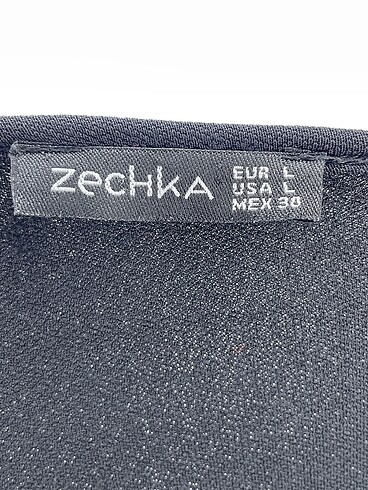 zechka
EUR L
USA L
MEX 30